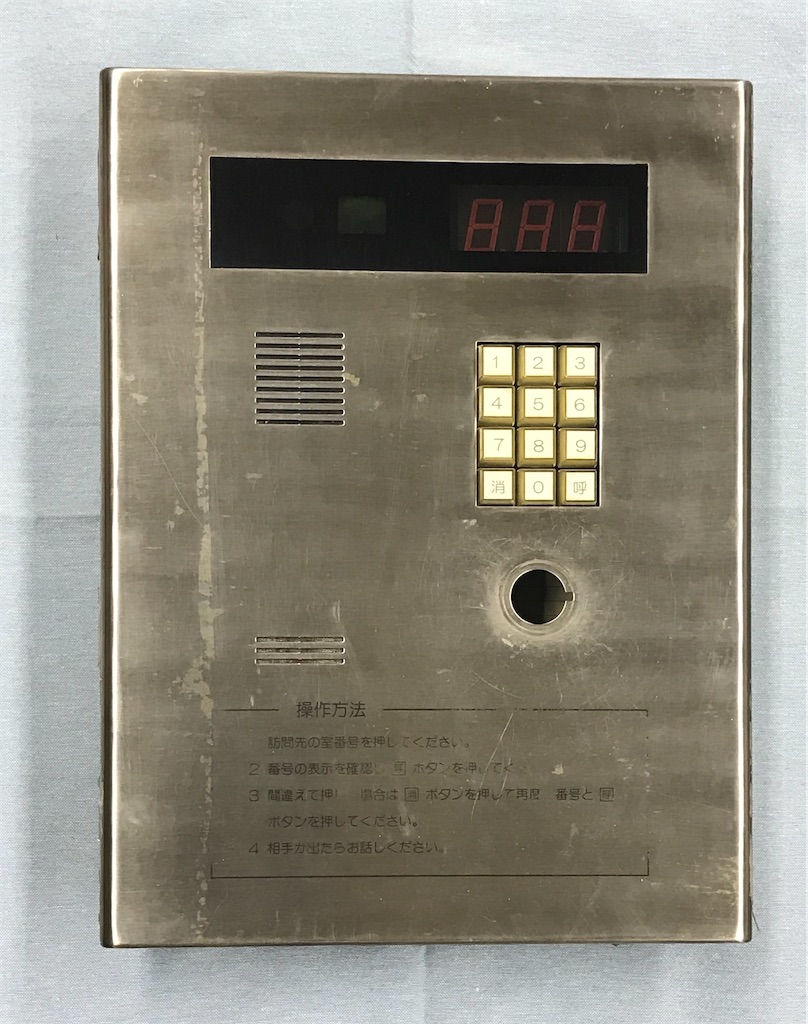 888
1 2 3
4 5 6
7 8 9
消 0 呼
操作方法
訪問先の室番号を押してください。
2 番号の表示を確認し 呼 ボタンを押して
3 間違えて押 場合は 消 ボタンを押して再度 番号と 呼
ボタンを押してください。
4 相手が出たらお話しください。